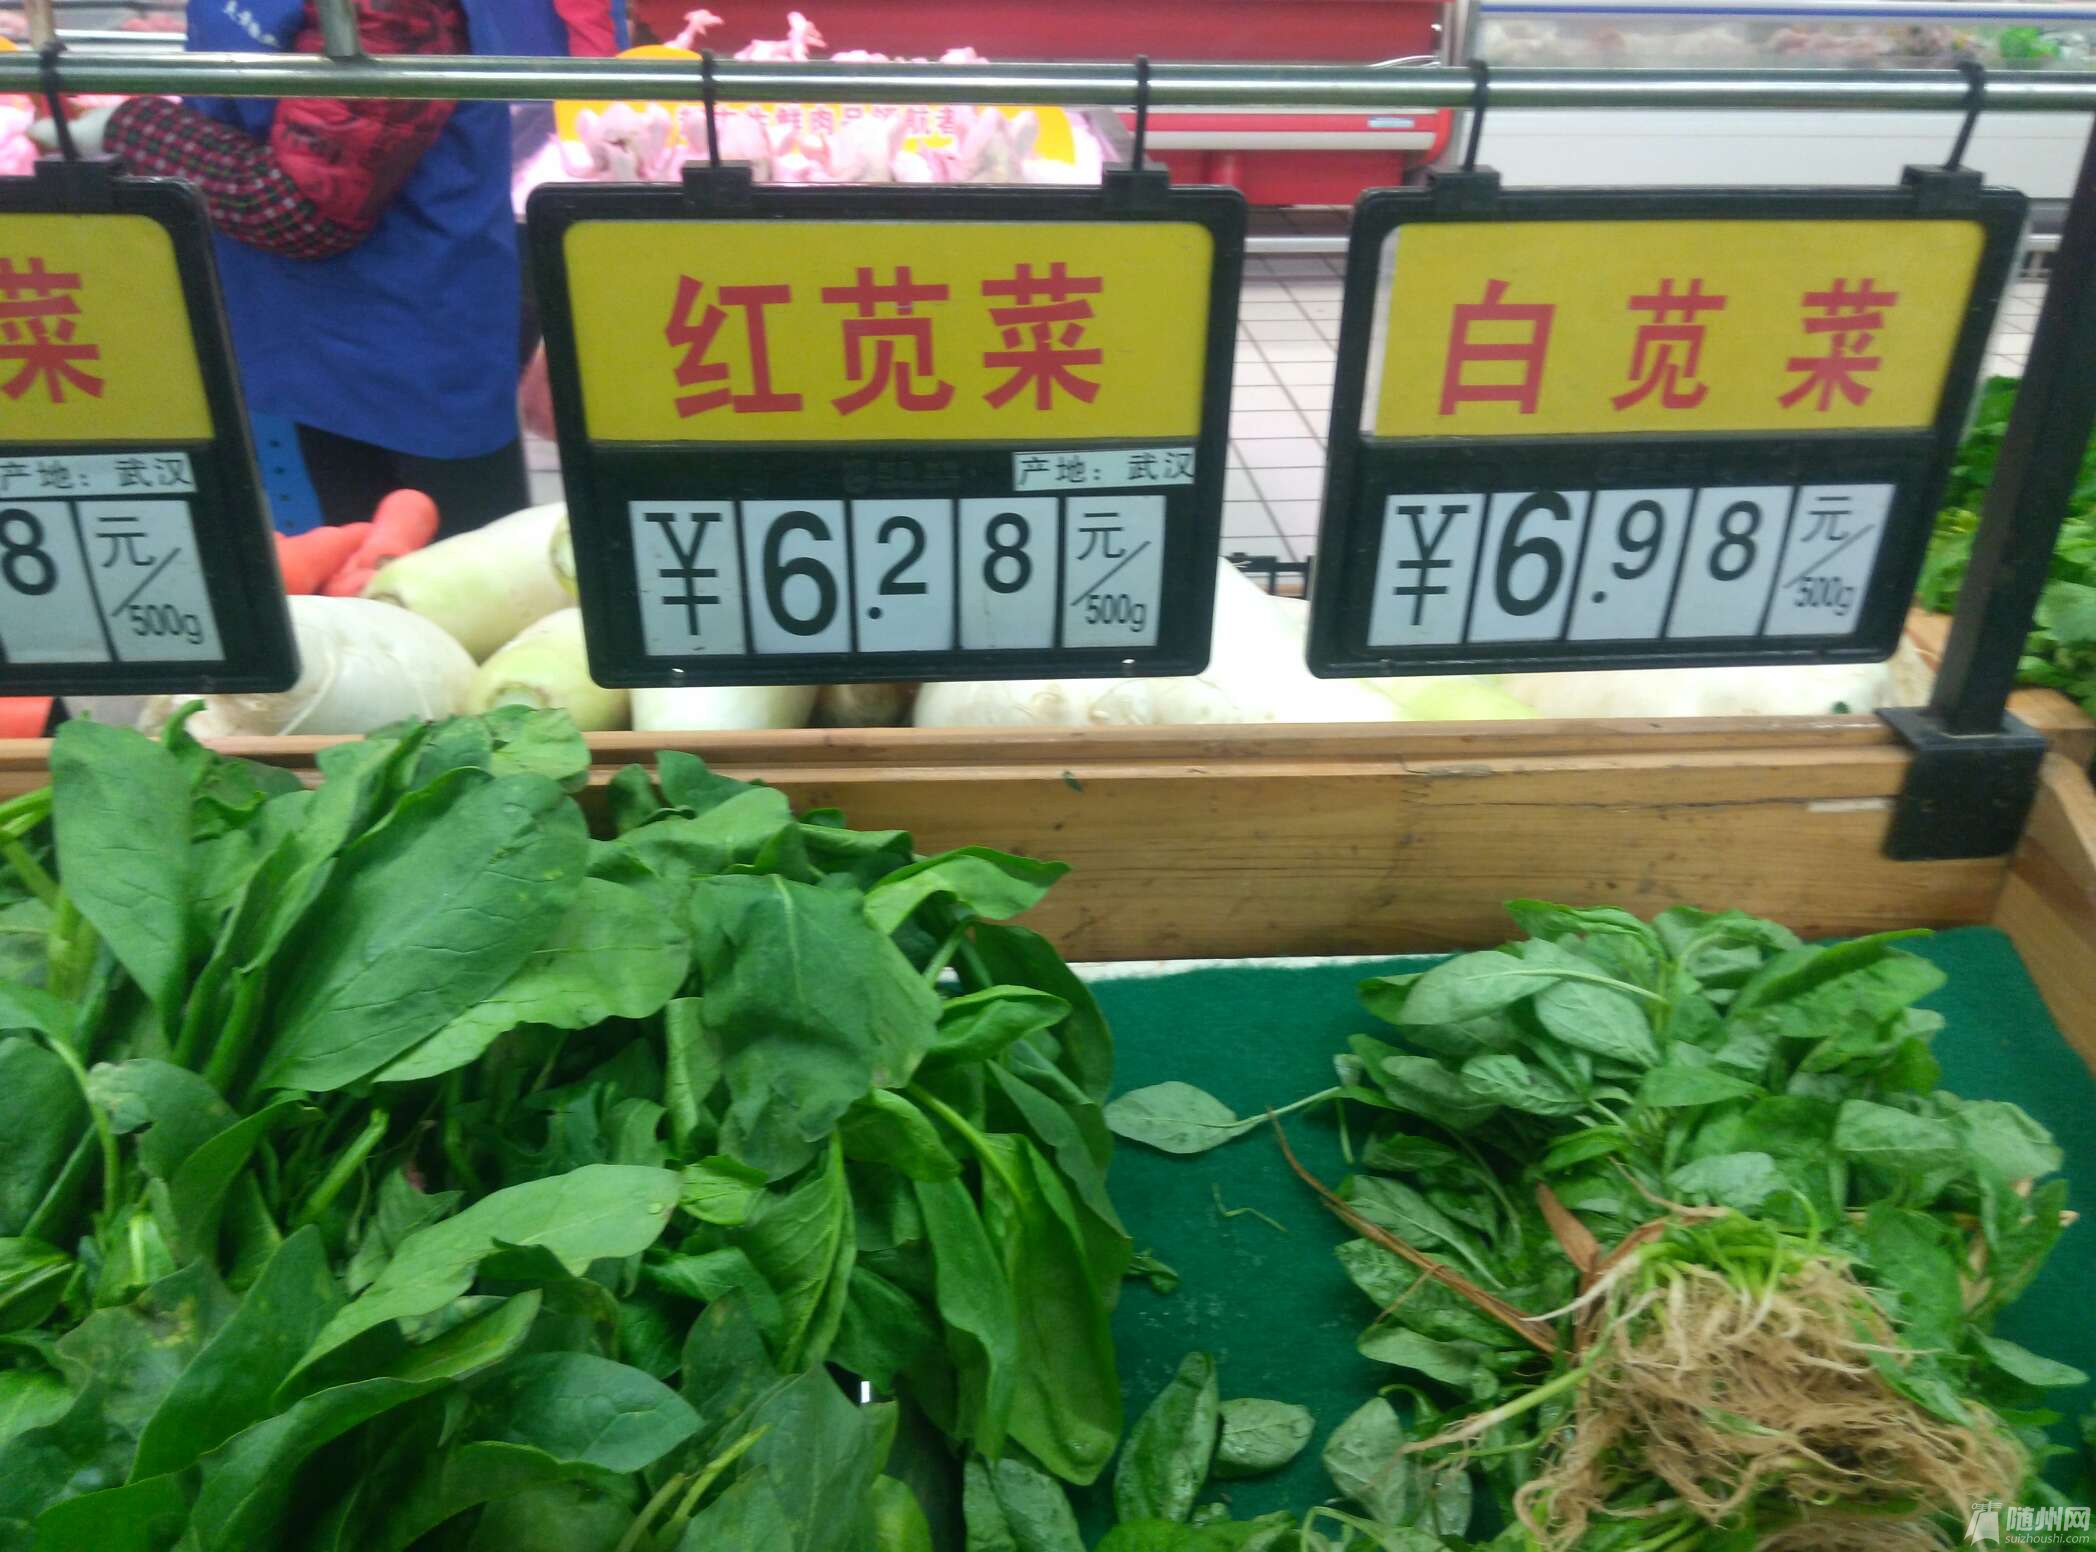 菜
产地：武汉
8 元/500g
红苋菜
产地：武汉
¥6.28 元/500g
白苋菜
¥6.98 元/500g
随州网
suizhoushi.com